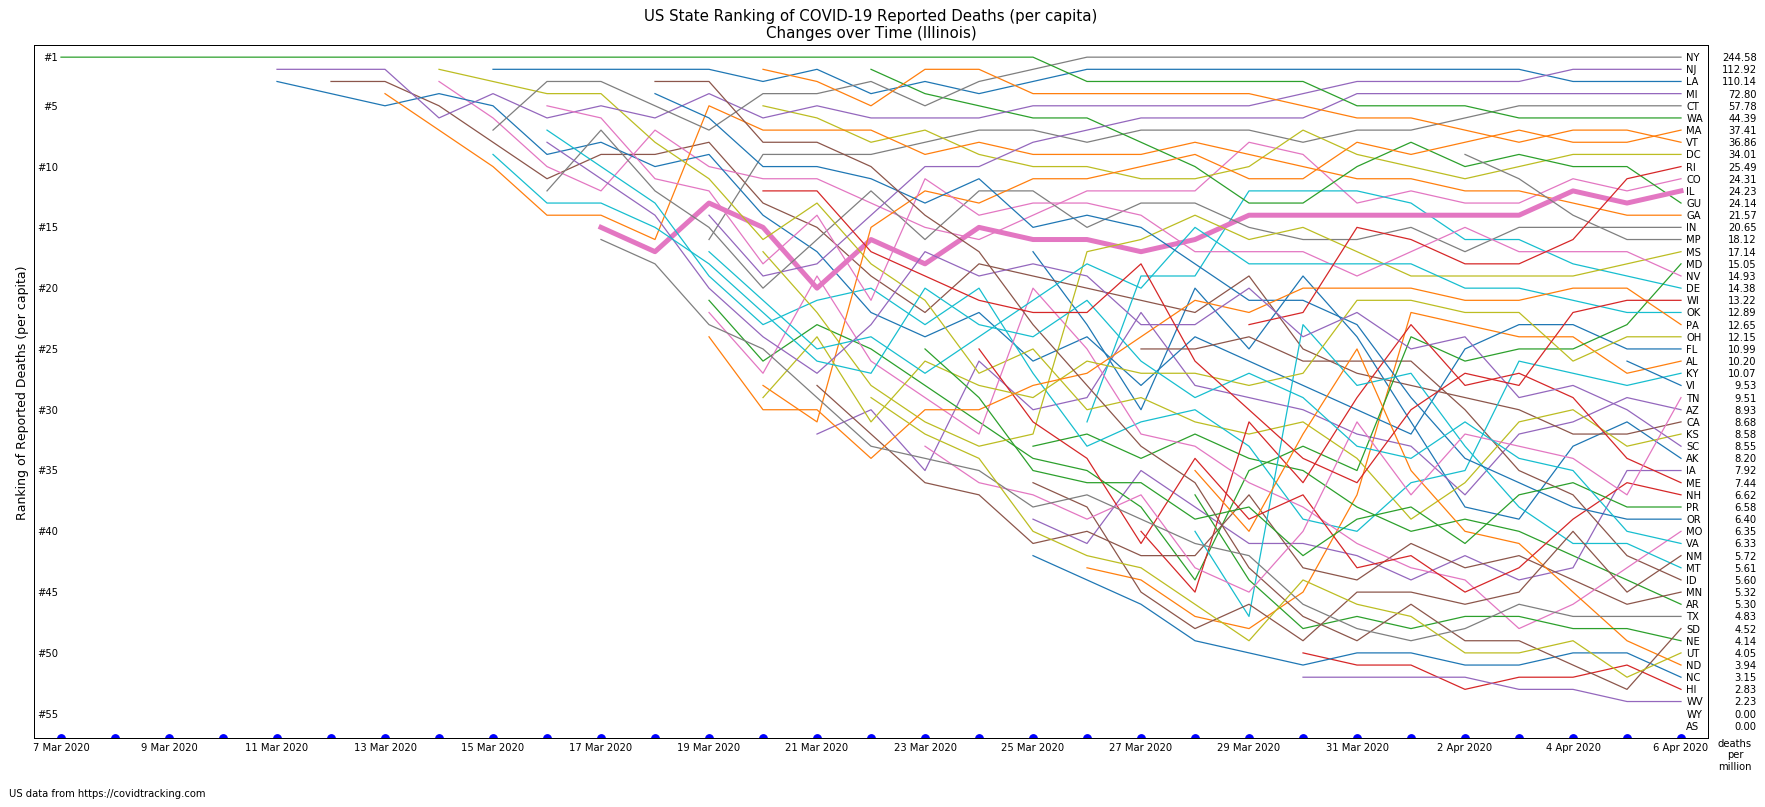 US State Ranking of COVID-19 Reported Deaths (per capita)
Changes over Time (Illinois)
Ranking of Reported Deaths (per capita)
#1
#5
#10
#15
#20
#25
#30
#35
#40
#45
#50
#55
NY 244.58
NJ 112.92
LA 110.14
MI 72.80
CT 57.78
WA 44.39
MA 37.41
VT 36.86
DC 34.01
RI 25.49
CO 24.31
IL 24.23
GU 24.14
GA 21.57
IN 20.65
MP 18.12
MS 17.14
MD 15.05
NV 14.93
DE 14.38
WI 13.22
OK 12.89
PA 12.65
OH 12.15
FL 10.99
AL 10.20
KY 10.07
VI 9.53
TN 9.51
AZ 8.93
CA 8.68
KS 8.58
SC 8.55
AK 8.20
IA 7.92
ME 7.44
NH 6.62
PR 6.58
OR 6.40
MO 6.35
VA 6.33
NM 5.72
MT 5.61
ID 5.60
MN 5.32
AR 5.30
TX 4.83
SD 4.52
NE 4.14
UT 4.05
ND 3.94
NC 3.15
HI 2.83
WV 2.23
WY 0.00
AS 0.00
7 Mar 2020 9 Mar 2020 11 Mar 2020 13 Mar 2020 15 Mar 2020 17 Mar 2020 19 Mar 2020 21 Mar 2020 23 Mar 2020 25 Mar 2020 27 Mar 2020 29 Mar 2020 31 Mar 2020 2 Apr 2020 4 Apr 2020 6 Apr 2020
deaths
per
million
US data from https://covidtracking.com